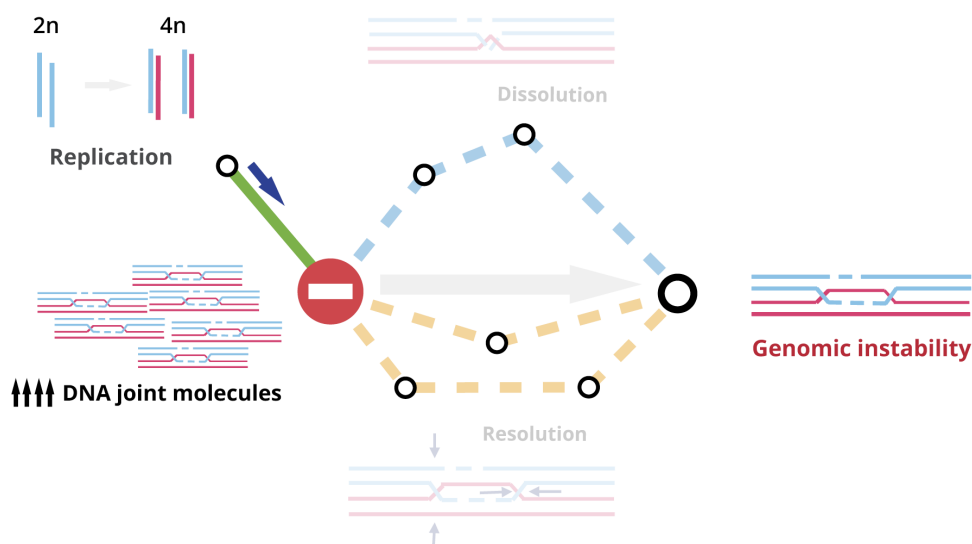 2n
4n
Replication
Dissolution
Genomic instability
DNA joint molecules
Resolution